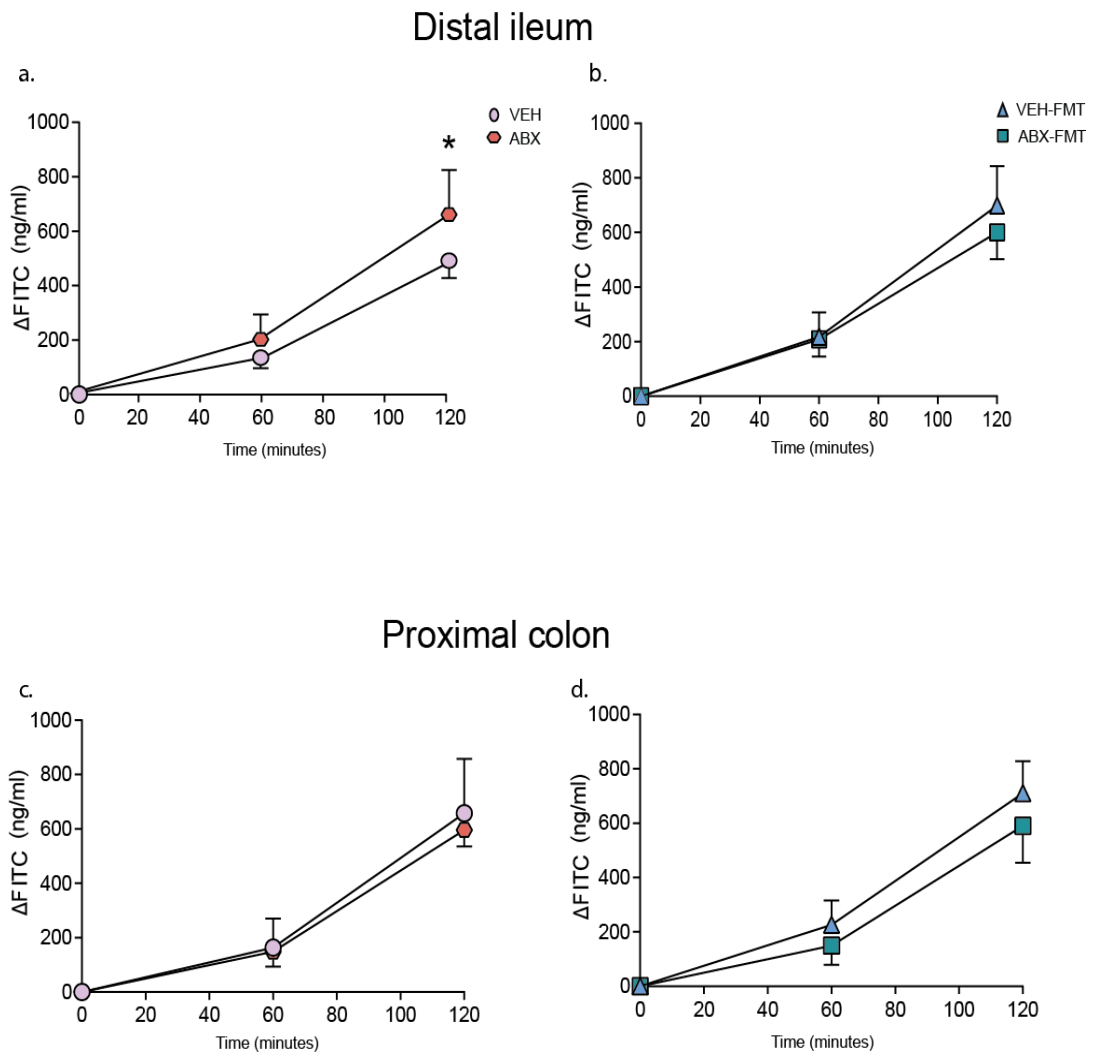 Distal ileum
a.
VEH
ABX
*
1000
800
600
400
200
0
ΔFITC (ng/ml)
0 20 40 60 80 100 120
Time (minutes)
b.
VEH-FMT
ABX-FMT
1000
800
600
400
200
0
ΔFITC (ng/ml)
0 20 40 60 80 100 120
Time (minutes)
Proximal colon
c.
1000
800
600
400
200
0
ΔFITC (ng/ml)
0 20 40 60 80 100 120
Time (minutes)
d.
1000
800
600
400
200
0
ΔFITC (ng/ml)
0 20 40 60 80 100 120
Time (minutes)